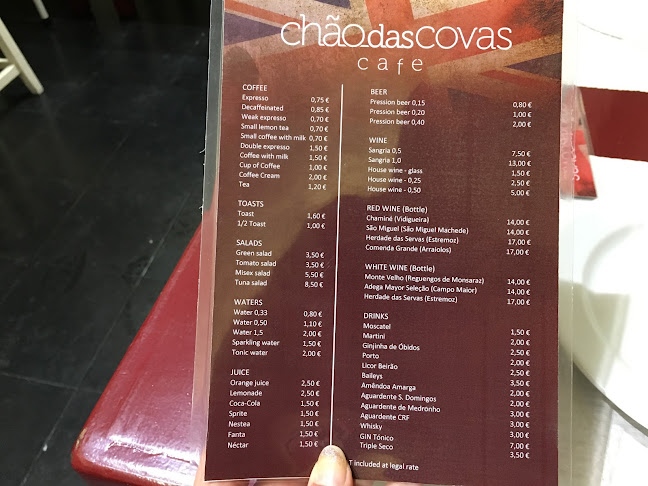 chãodascovas
cafe
COFFEE
Expresso 0,75 €
Decaffeinated 0,85 €
Weak expresso 0,70 €
Small lemon tea 0,70 €
Small coffee with milk 0,70 €
Double expresso 1,50 €
Coffee with milk 1,50 €
Cup of Coffee 1,00 €
Coffee Cream 2,00 €
Tea 1,20 €
TOASTS
Toast 1,60 €
1/2 Toast 1,00 €
SALADS
Green salad 3,50 €
Tomato salad 3,50 €
Misex salad 5,50 €
Tuna salad 8,50 €
WATERS
Water 0,33 0,80 €
Water 0,50 1,10 €
Water 1,5 2,00 €
Sparkling water 1,50 €
Tonic water 2,00 €
JUICE
Orange juice 2,50 €
Lemonade 2,50 €
Coca-Cola 1,50 €
Sprite 1,50 €
Nestea 1,50 €
Fanta 1,50 €
Néctar 1,50 €
BEER
Pression beer 0,15 0,80 €
Pression beer 0,20 1,00 €
Pression beer 0,40 2,00 €
WINE
Sangria 0,5 7,50 €
Sangria 1,0 13,00 €
House wine - glass 1,50 €
House wine - 0,25 2,50 €
House wine - 0,50 5,00 €
RED WINE (Bottle)
Chaminé (Vidigueira) 14,00 €
São Miguel (São Miguel Machede) 14,00 €
Herdade das Servas (Estremoz) 17,00 €
Comenda Grande (Arraiolos) 17,00 €
WHITE WINE (Bottle)
Monte Velho (Reguengos de Monsaraz) 14,00 €
Adega Mayor Seleção (Campo Maior) 14,00 €
Herdade das Servas (Estremoz) 17,00 €
DRINKS
Moscatel 1,50 €
Martini 2,00 €
Ginjinha de Óbidos 2,50 €
Porto 2,50 €
Licor Beirão 2,50 €
Baileys 3,50 €
Amêndoa Amarga 2,50 €
Aguardente S. Domingos 2,00 €
Aguardente de Medronho 3,00 €
Aguardente CRF 3,00 €
Whisky 3,00 €
GIN Tónico 7,00 €
Triple Seco 3,50 €
T included at legal rate